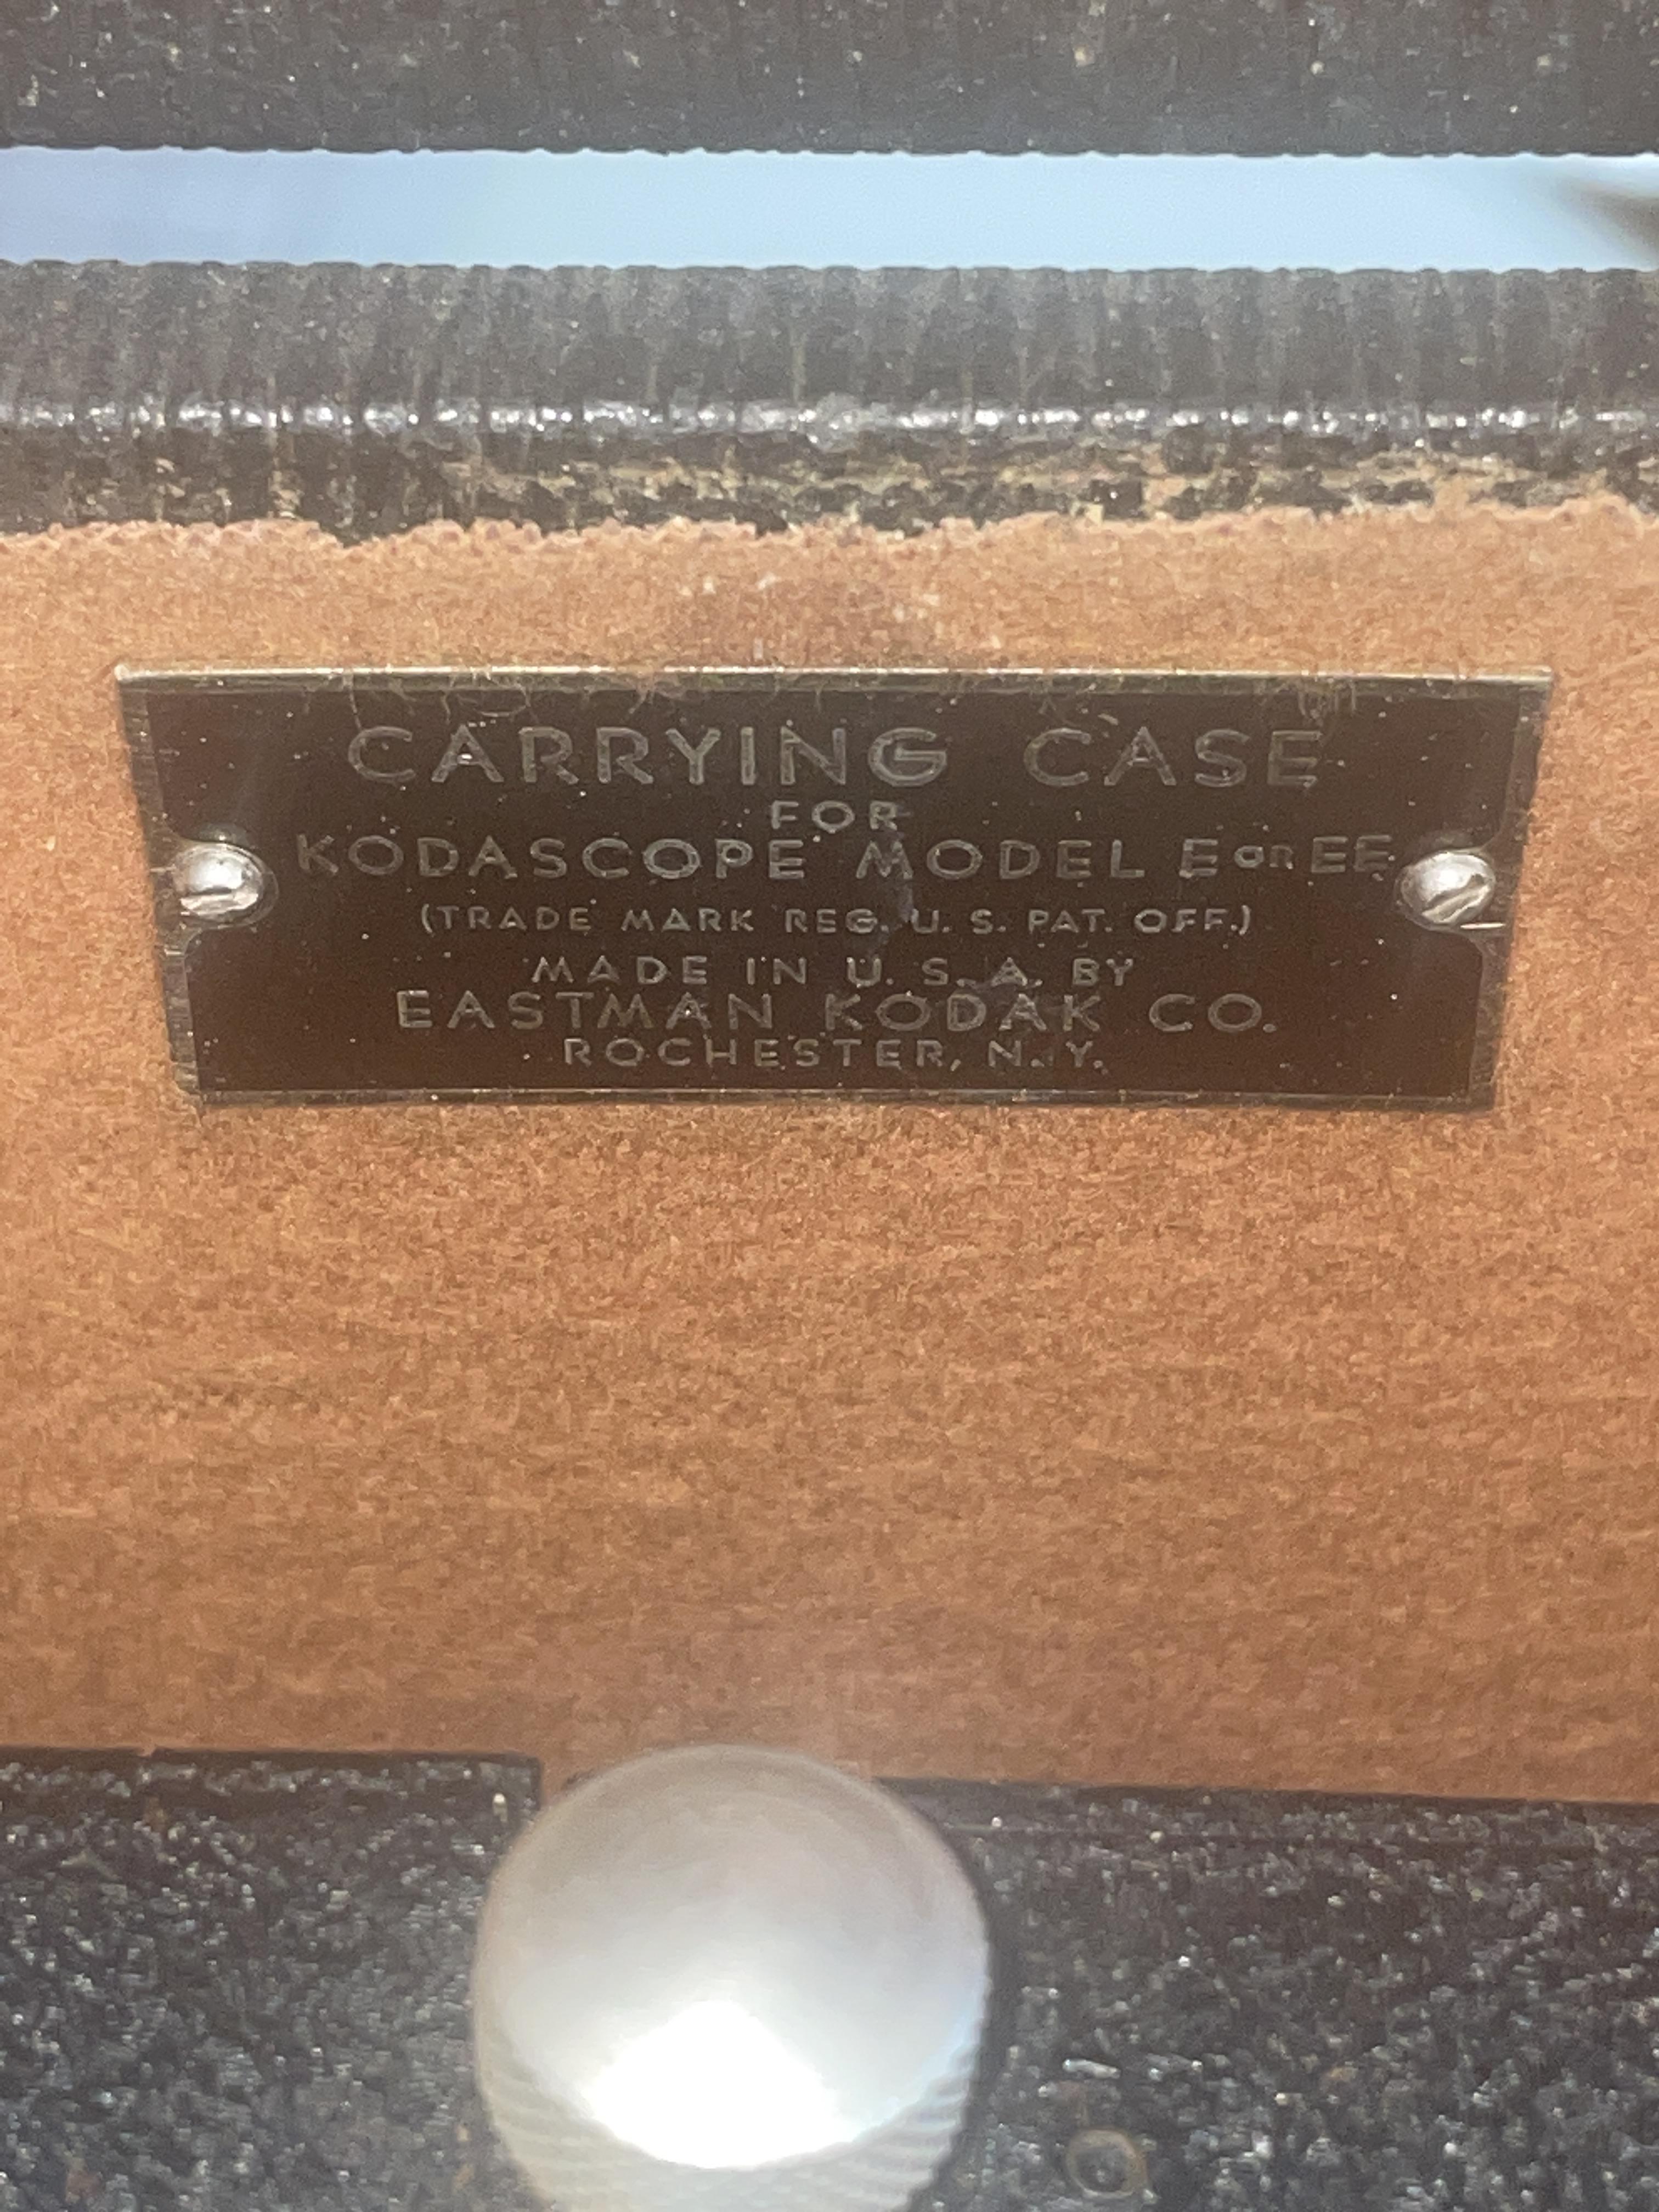 CARRYING CASE
FOR
KODASCOPE MODEL E or EE
(TRADE MARK REG. U. S. PAT. OFF.)
MADE IN U. S. A. BY
EASTMAN KODAK CO.
ROCHESTER, N. Y.